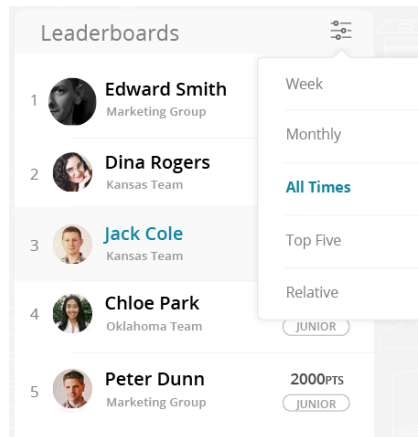 Leaderboards
Week
Monthly
All Times
Top Five
Relative
1
Edward Smith
Marketing Group
2
Dina Rogers
Kansas Team
3
Jack Cole
Kansas Team
4
Chloe Park
Oklahoma Team
JUNIOR
5
Peter Dunn
2000PTS
Marketing Group
JUNIOR